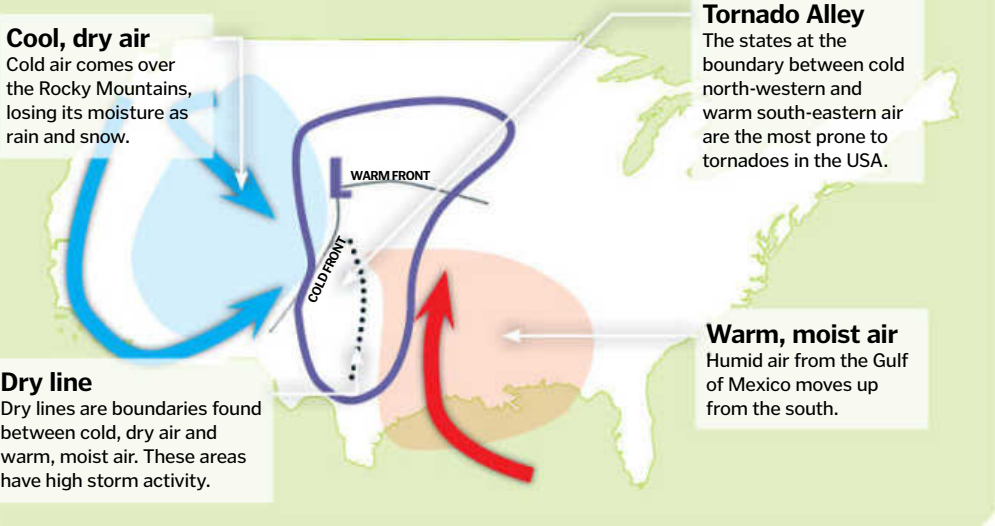 Cool, dry air
Cold air comes over
the Rocky Mountains,
losing its moisture as
rain and snow.
Tornado Alley
The states at the
boundary between cold
north-western and
warm south-eastern air
are the most prone to
tornadoes in the USA.
L
WARM FRONT
COLD FRONT
Warm, moist air
Humid air from the Gulf
of Mexico moves up
from the south.
Dry line
Dry lines are boundaries found
between cold, dry air and
warm, moist air. These areas
have high storm activity.